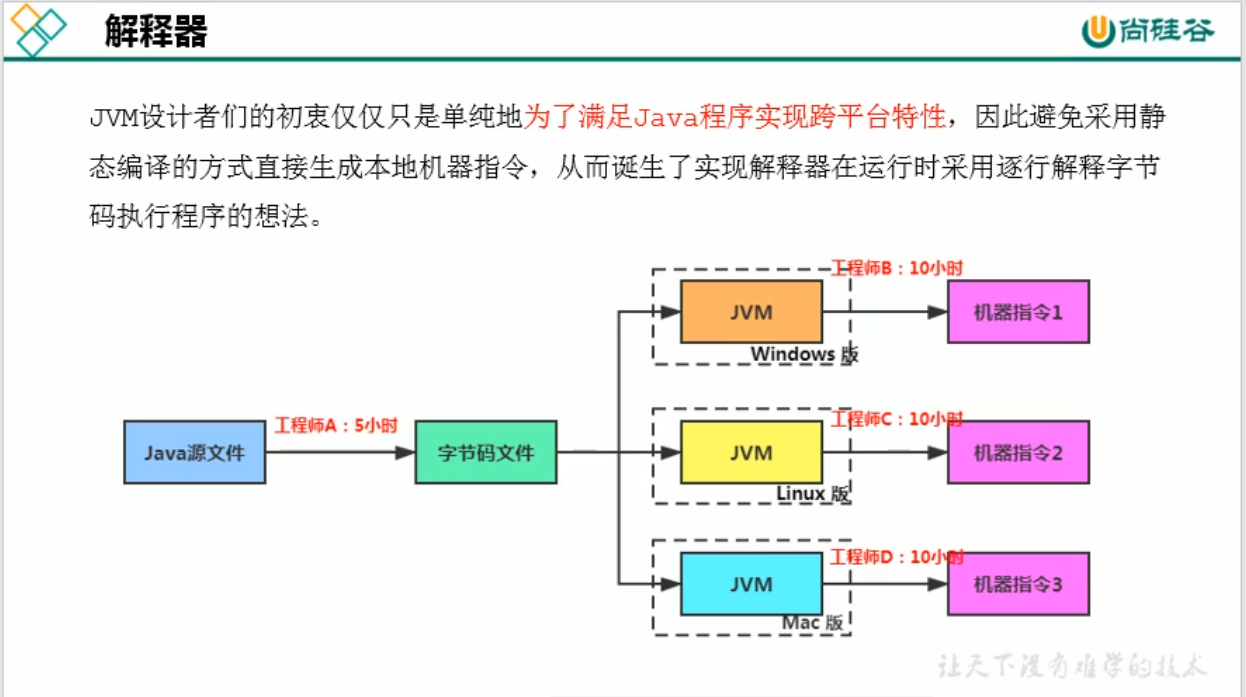 解释器
尚硅谷
JVM设计者们的初衷仅仅只是单纯地为了满足Java程序实现跨平台特性，因此避免采用静
态编译的方式直接生成本地机器指令，从而诞生了实现解释器在运行时采用逐行解释字节
码执行程序的想法。
工程师B：10小时
JVM
机器指令1
Windows 版
工程师A：5小时
工程师C：10小时
Java源文件
字节码文件
JVM
机器指令2
Linux 版
工程师D：10小时
JVM
机器指令3
Mac 版
让天下没有难学的技术